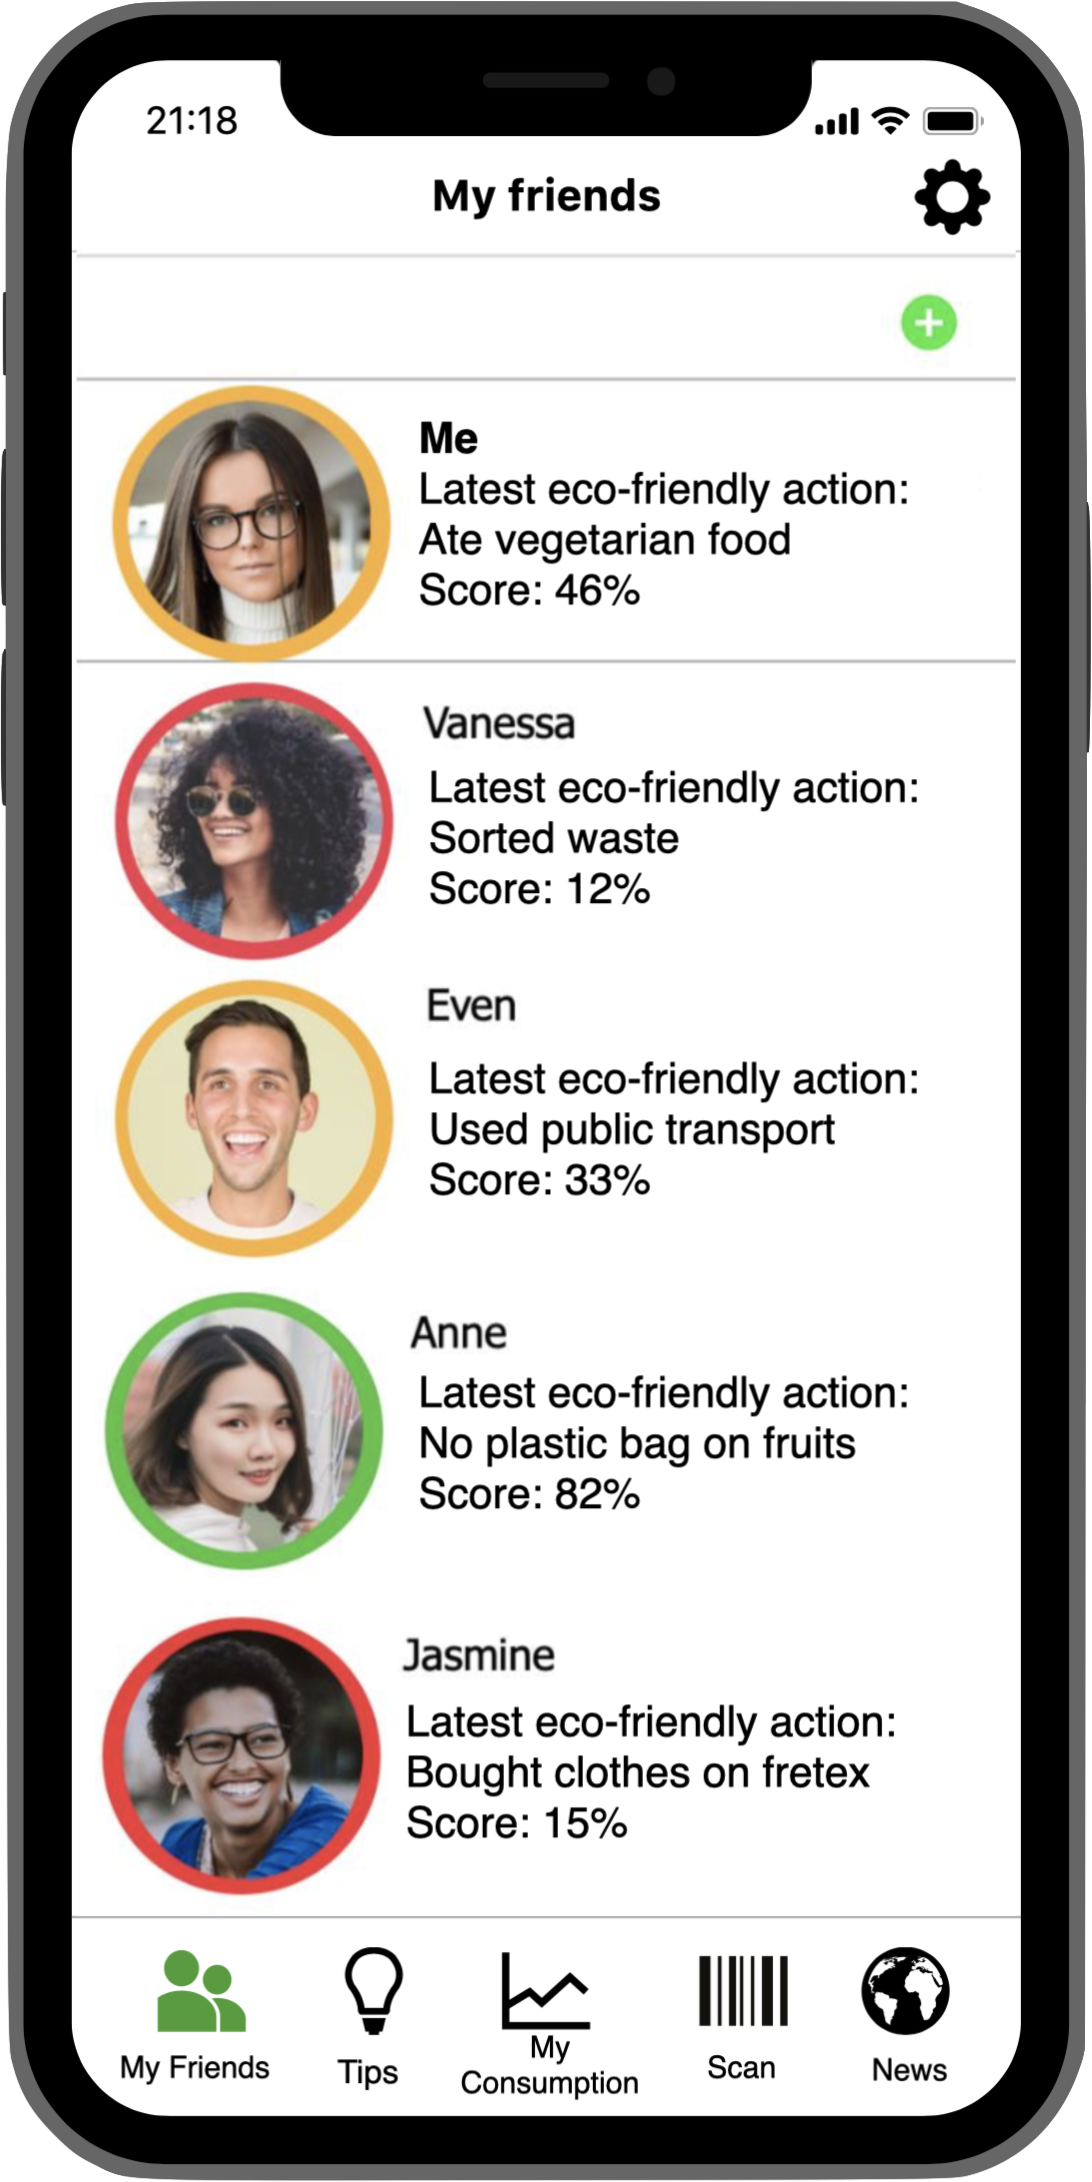 21:18
My friends
Me
Latest eco-friendly action:
Ate vegetarian food
Score: 46%
Vanessa
Latest eco-friendly action:
Sorted waste
Score: 12%
Even
Latest eco-friendly action:
Used public transport
Score: 33%
Anne
Latest eco-friendly action:
No plastic bag on fruits
Score: 82%
Jasmine
Latest eco-friendly action:
Bought clothes on fretex
Score: 15%
My Friends
Tips
My
Consumption
Scan
News